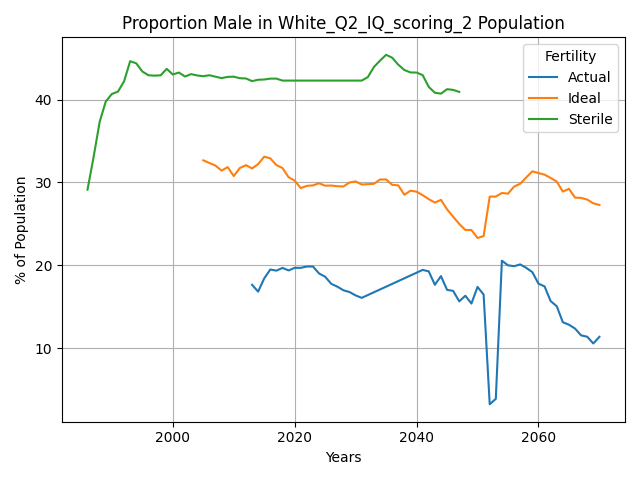 Proportion Male in White_Q2_IQ_scoring_2 Population
Fertility
Actual
Ideal
Sterile
% of Population
40
30
20
10
2000 2020 2040 2060
Years